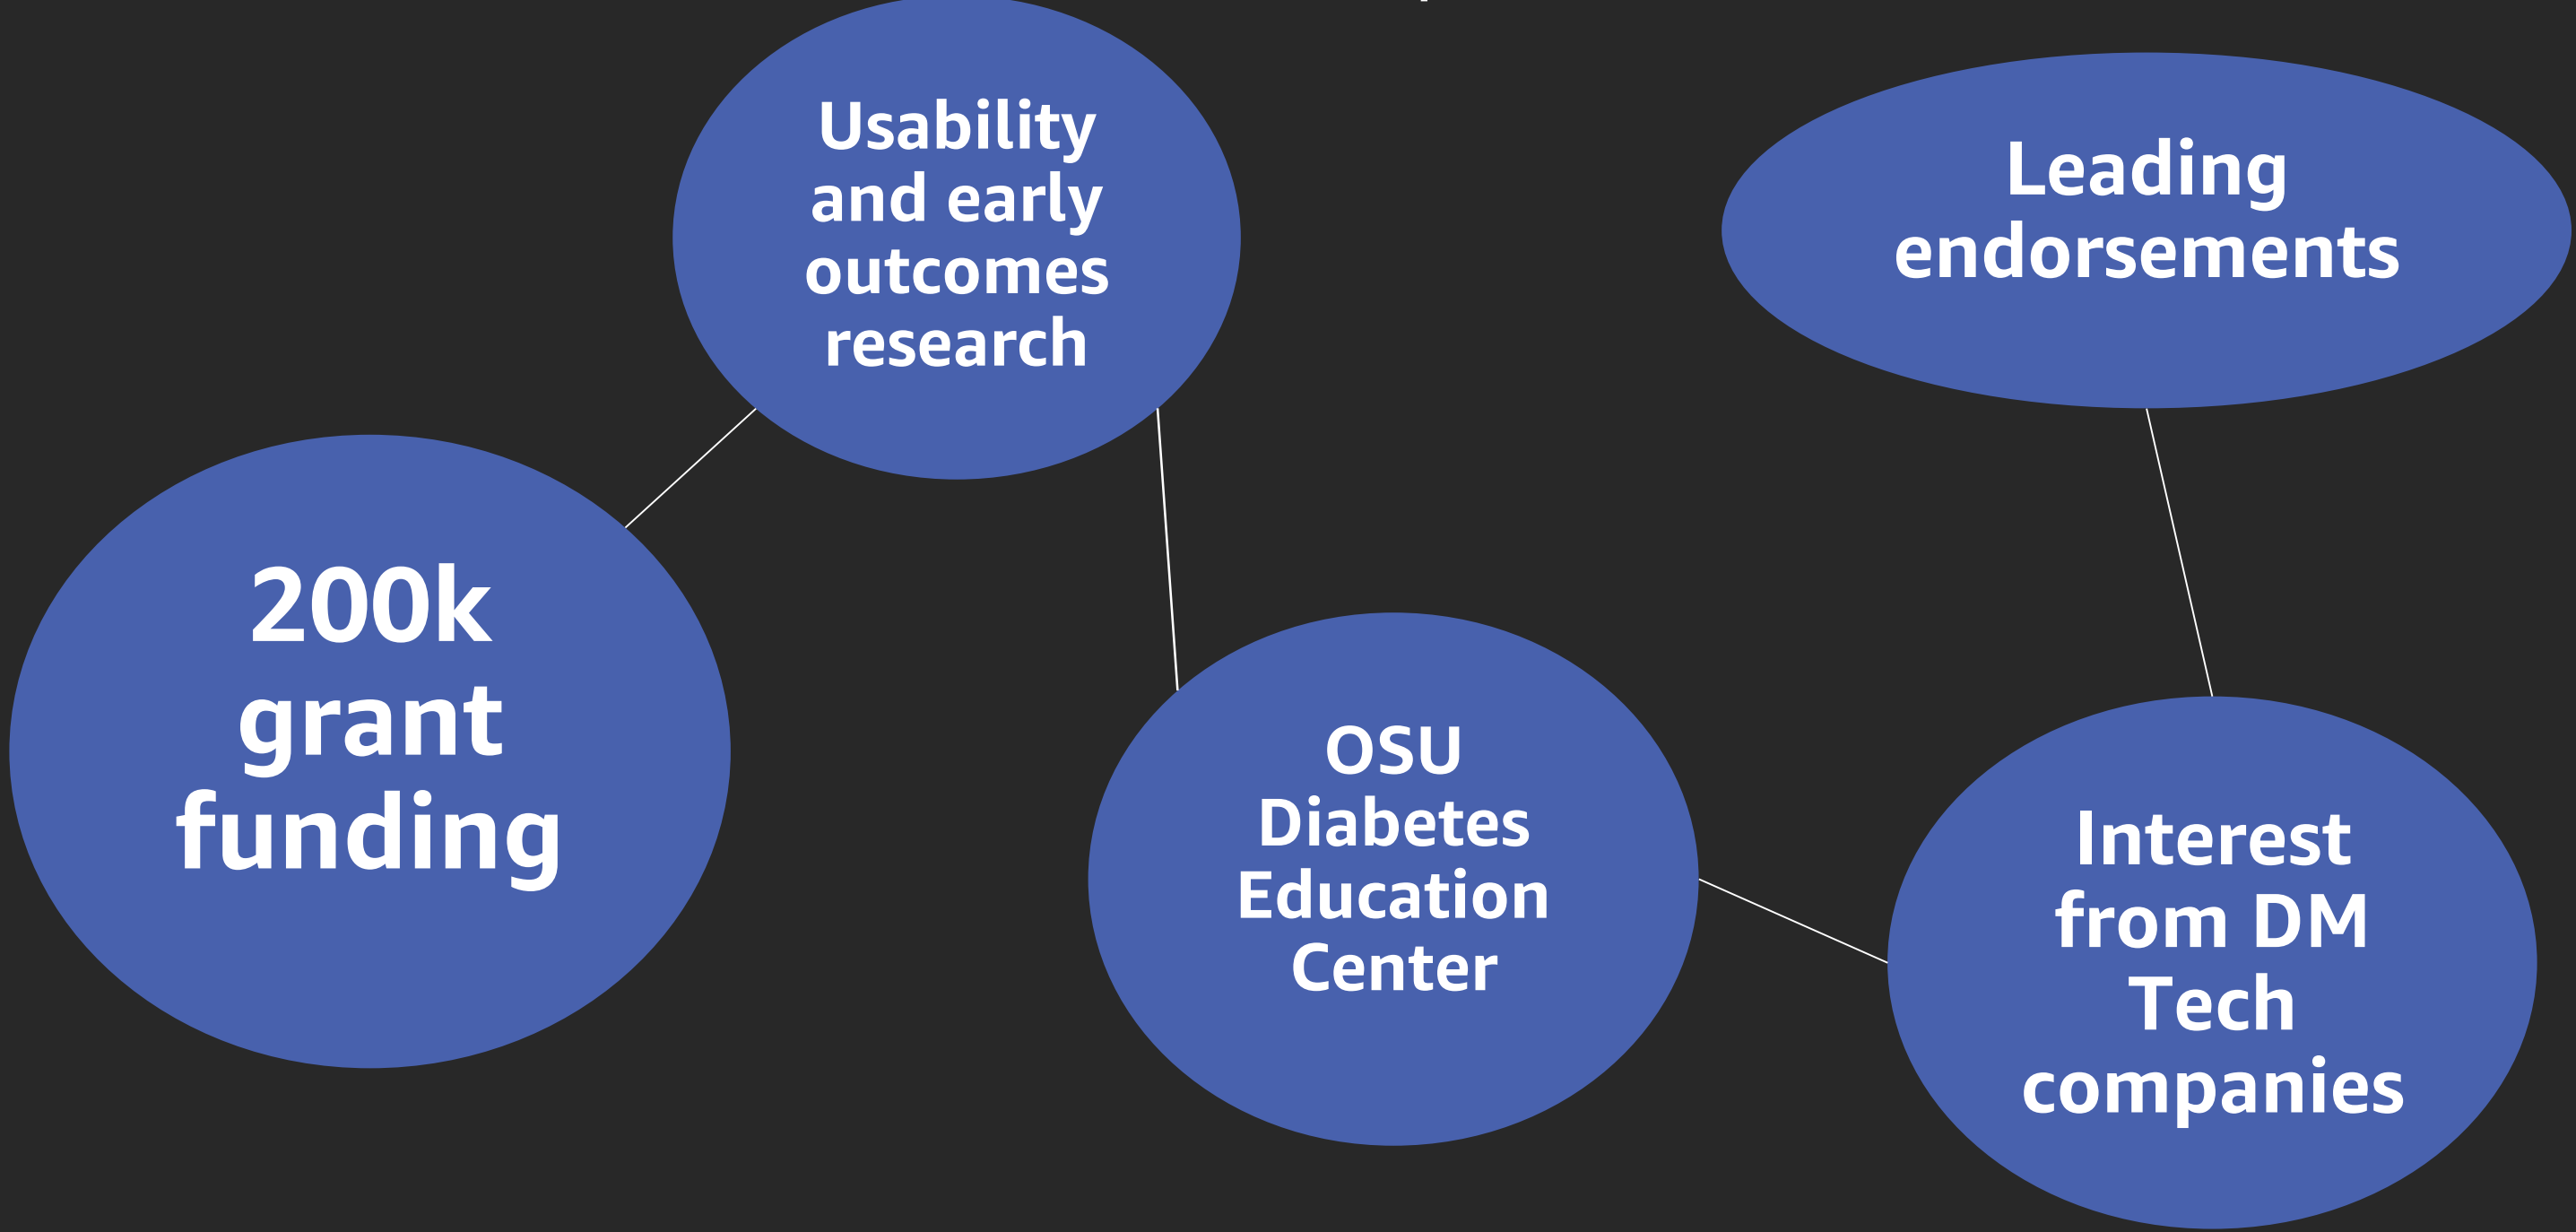 Usability
and early
outcomes
research
Leading
endorsements
200k
grant
funding
OSU
Diabetes
Education
Center
Interest
from DM
Tech
companies